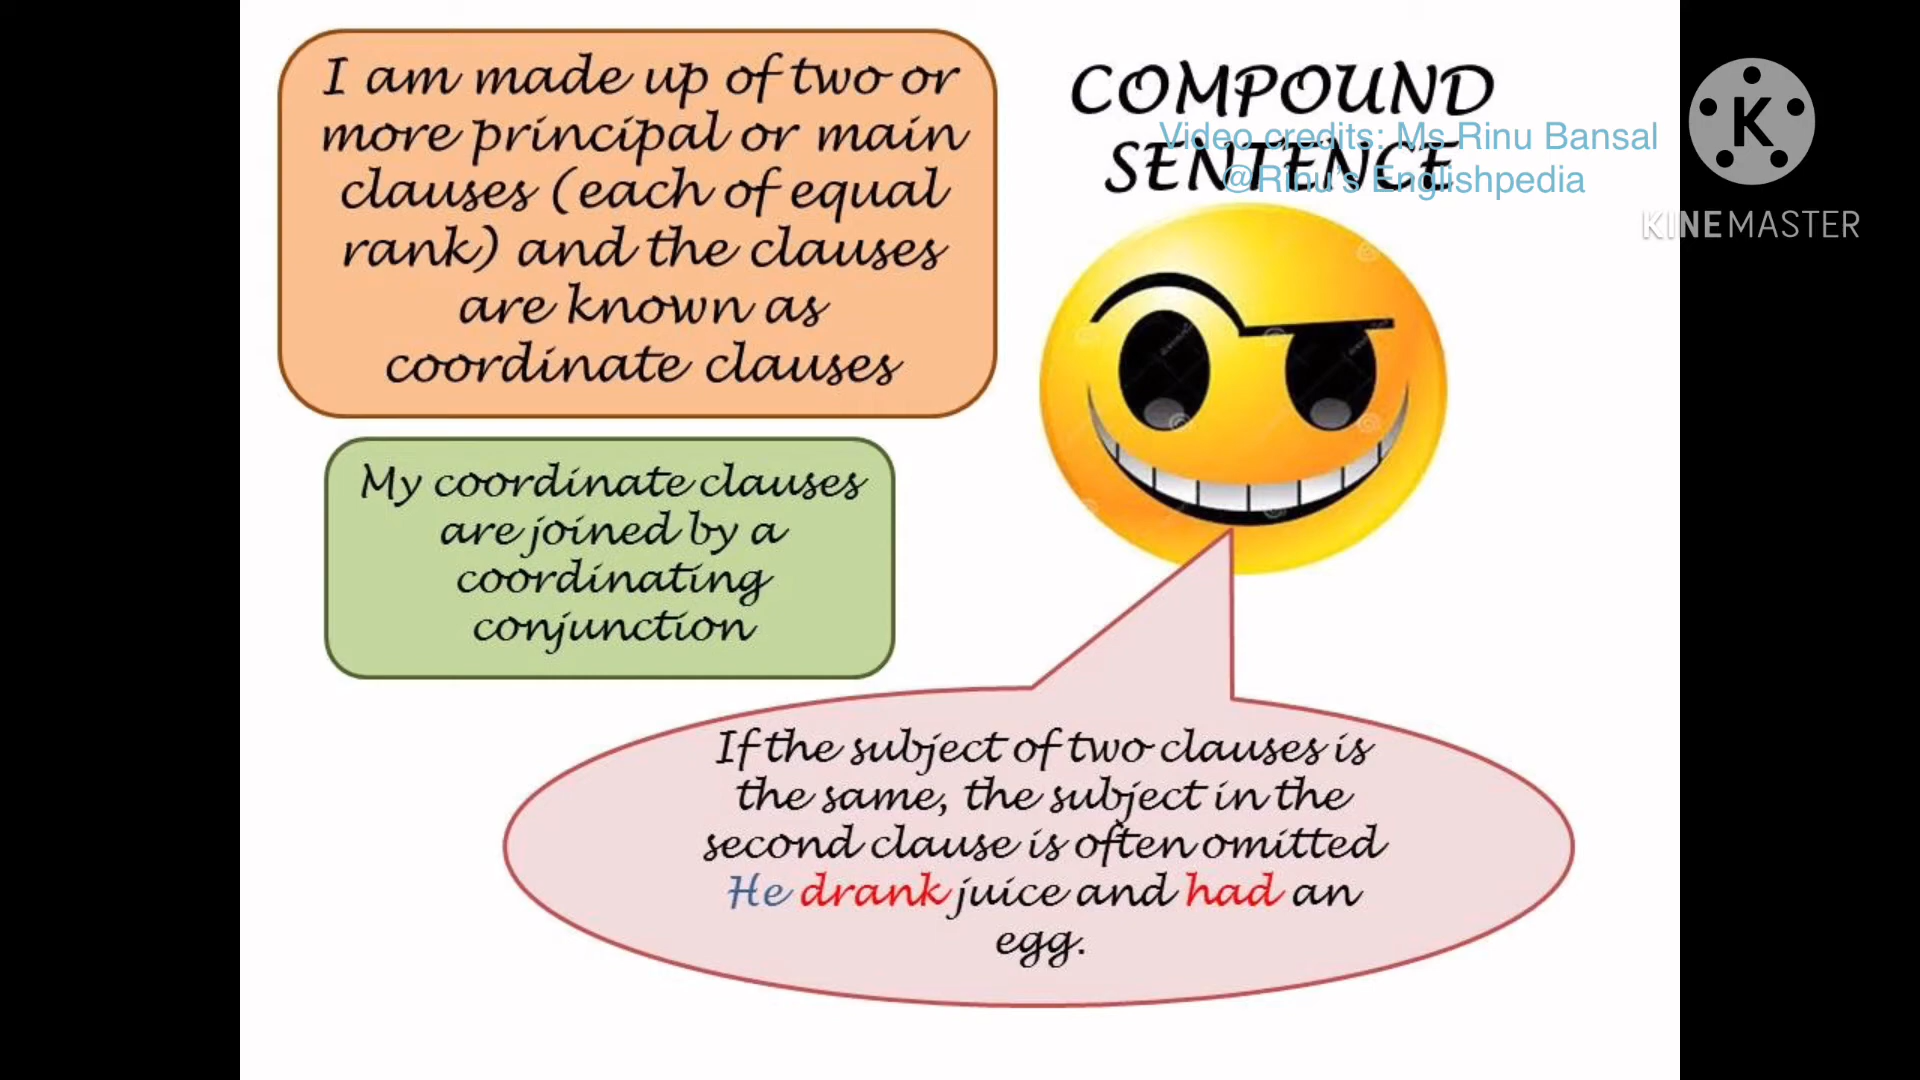 I am made up of two or
more principal or main
clauses (each of equal
rank) and the clauses
are known as
coordinate clauses
COMPOUND
SENTENCE
Video credits: Ms Rinu Bansal
@Rinu's Englishpedia
K
KINEMASTER
My coordinate clauses
are joined by a
coordinating
conjunction
If the subject of two clauses is
the same, the subject in the
second clause is often omitted
He drank juice and had an
egg.